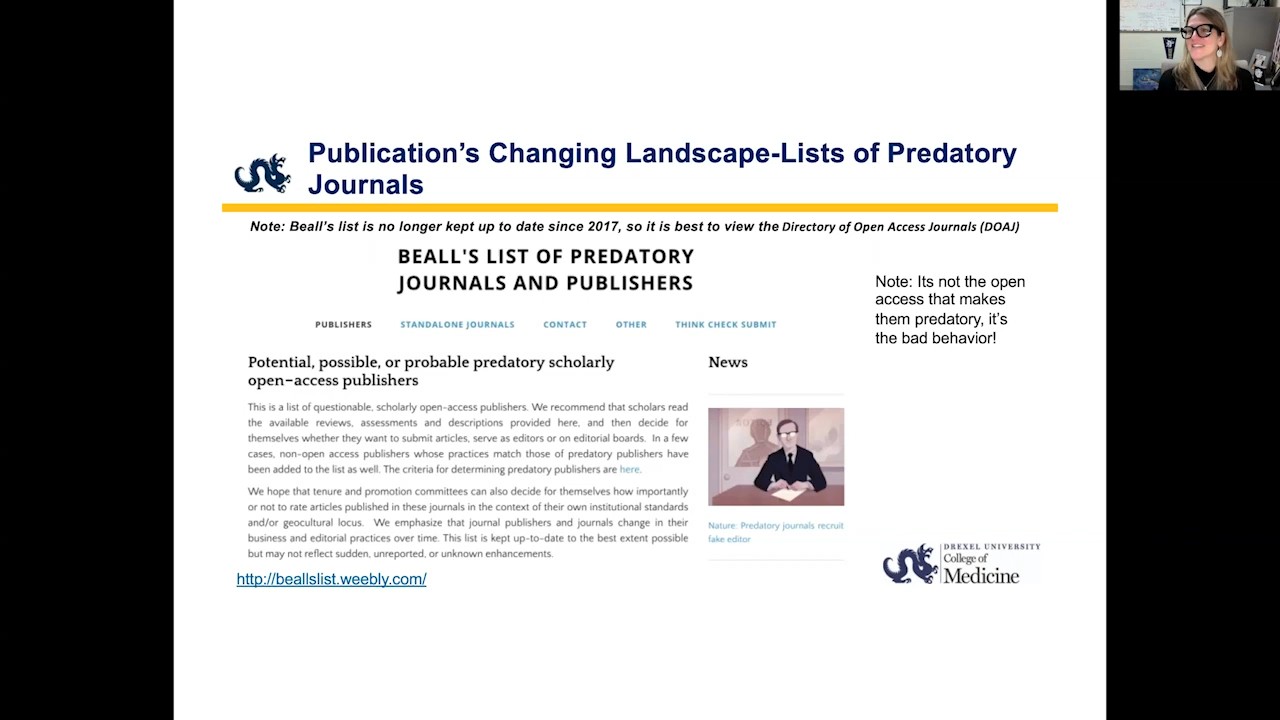 Publication’s Changing Landscape-Lists of Predatory
Journals
Note: Beall’s list is no longer kept up to date since 2017, so it is best to view the Directory of Open Access Journals (DOAJ)
BEALL'S LIST OF PREDATORY
JOURNALS AND PUBLISHERS
PUBLISHERS STANDALONE JOURNALS CONTACT OTHER THINK CHECK SUBMIT
Potential, possible, or probable predatory scholarly
open-access publishers
This is a list of questionable, scholarly open-access publishers. We recommend that scholars read
the available reviews, assessments and descriptions provided here, and then decide for
themselves whether they want to submit articles, serve as editors or on editorial boards. In a few
cases, non-open access publishers whose practices match those of predatory publishers have
been added to the list as well. The criteria for determining predatory publishers are here.
We hope that tenure and promotion committees can also decide for themselves how importantly
or not to rate articles published in these journals in the context of their own institutional standards
and/or geocultural locus. We emphasize that journal publishers and journals change in their
business and editorial practices over time. This list is kept up-to-date to the best extent possible
but may not reflect sudden, unreported, or unknown enhancements.
http://beallslist.weebly.com/
News
Nature: Predatory journals recruit
fake editor
Note: Its not the open
access that makes
them predatory, it’s
the bad behavior!
DREXEL UNIVERSITY
College of
Medicine